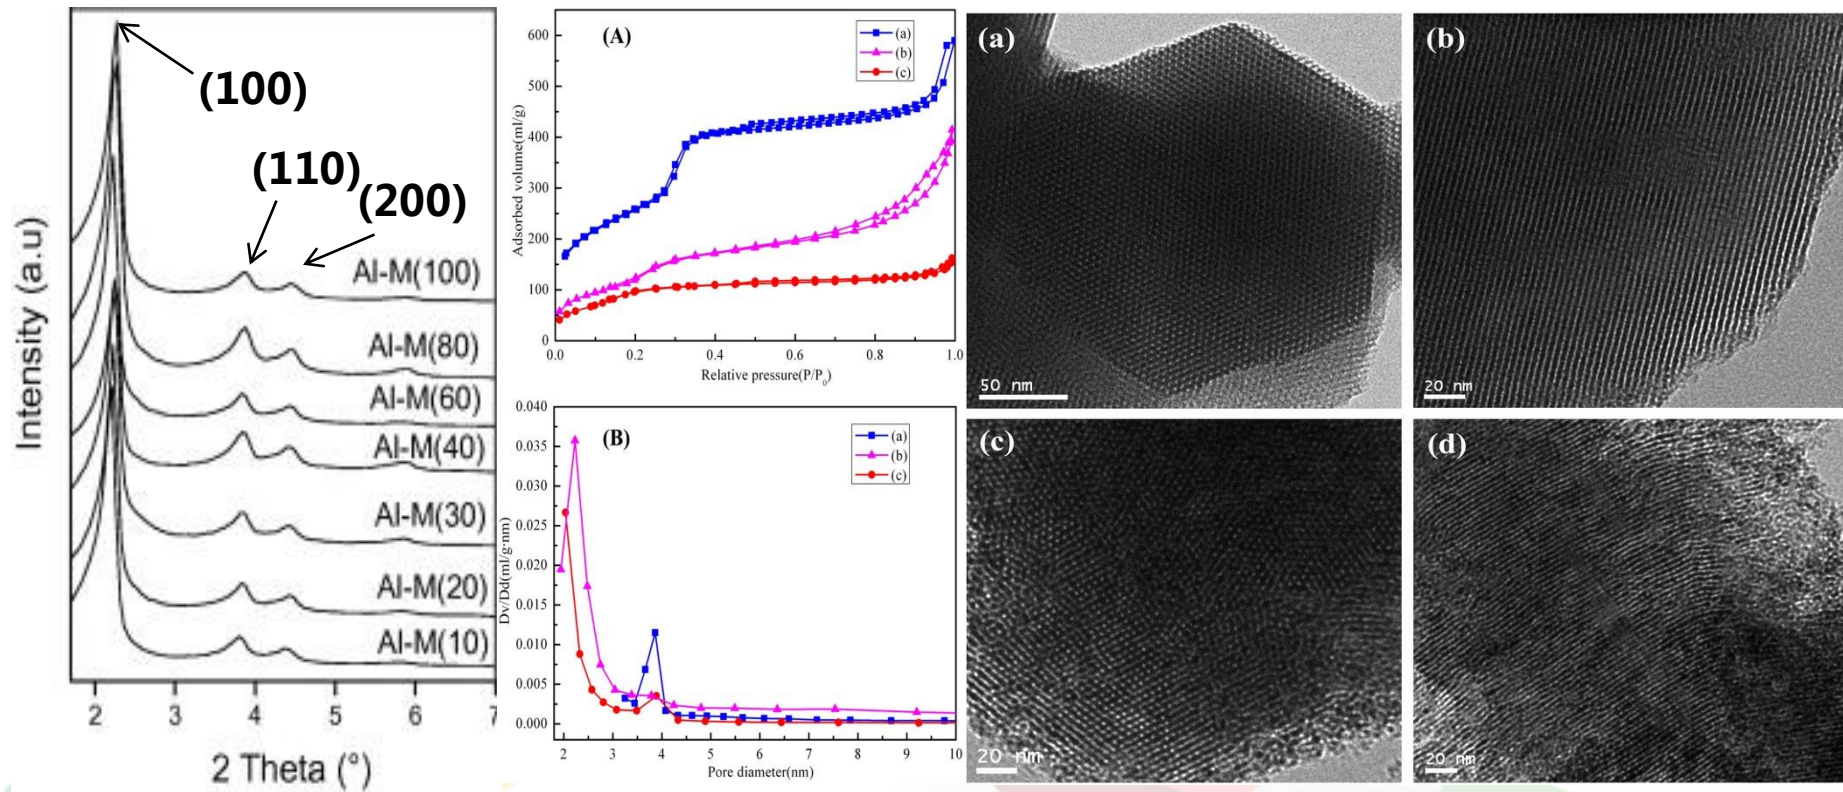 (100)
(110)
(200)
Al-M(100)
Al-M(80)
Al-M(60)
Al-M(40)
Al-M(30)
Al-M(20)
Al-M(10)
Intensity (a.u)
2 3 4 5 6 7
2 Theta (°)
(A)
(a)
(b)
(c)
600
500
400
300
200
100
0
Adsorbed volume(ml/g)
0.0 0.2 0.4 0.6 0.8 1.0
Relative pressure(P/P0)
(B)
(a)
(b)
(c)
0.040
0.035
0.030
0.025
0.020
0.015
0.010
0.005
0.000
Dv/Dd(ml/g·nm)
2 3 4 5 6 7 8 9 10
Pore diameter(nm)
(a)
50 nm
(b)
20 nm
(c)
20 nm
(d)
20 nm